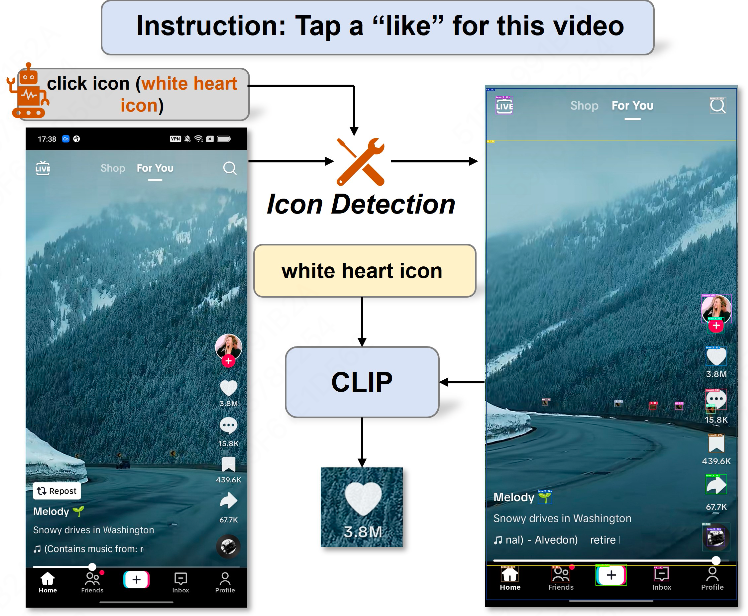 Instruction: Tap a “like” for this video
click icon (white heart
icon)
17:38
VPN
LIVE
Shop
For You
3.8M
15.8K
439.6K
67.7K
Repost
Melody
Snowy drives in Washington
(Contains music from: r
Home
Friends
Inbox
Profile
Icon Detection
white heart icon
CLIP
3.8M
LIVE
Shop
For You
3.8M
15.8K
439.6K
67.7K
Melody
Snowy drives in Washington
nal) - Alvedon) retire
Home
Friends
Inbox
Profile